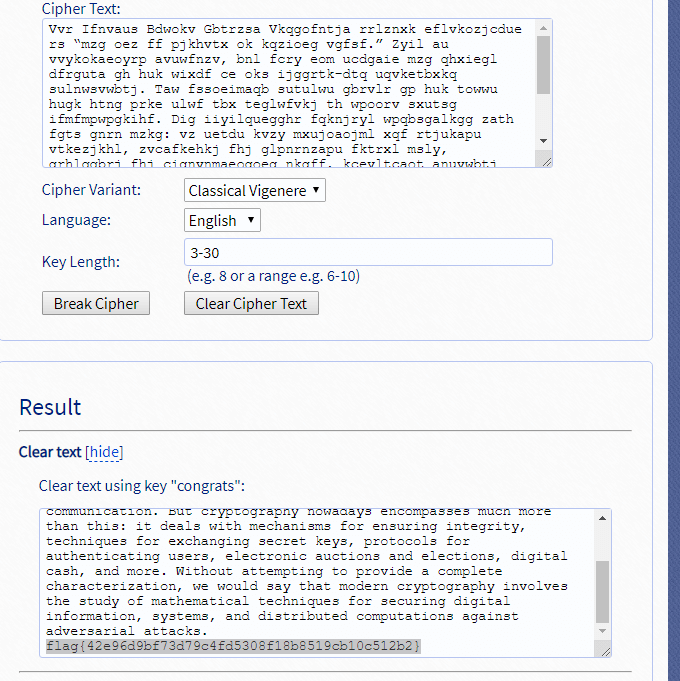 Cipher Text:
Vvr Ifnvaus Bdwokv Gbtrzsa Vkqgofntja rrlznxk eflvkozjcdue
rs “mzg oez ff pjkhvtx ok kqzioeg vgfsf.” Zyil au
vvykokaeoyrp avuwfnzv, bnl fcry eom ucdgaie mzg qhxiegl
dfrguta gh huk wixdf ce oks ijggrtk-dtq uqvketbxkq
sulnwsvwbtj. Taw fssoeimaqb sutulwu gbrvlr gp huk towwu
hugk htng prke ulwf tbx teglwfvkj th wpoorv sxutsg
ifmfmpwpgkihf. Dig iiyilquegghr fqknjryl wpqbsgalkgg zath
fgts gnrn mzkg: vz uetdu kvzy mxujoaojml xqf rtjukapu
vtkezjkhl, zvcafkehkj fhj glpnrnzapu fktrxl msly,
qrhlqqbrj fhj cignvnmaeogoeg nkgff, kceyltcaot anuvwbtj
Cipher Variant:
Classical Vigenere
Language:
English
Key Length:
3-30
(e.g. 8 or a range e.g. 6-10)
Break Cipher
Clear Cipher Text
Result
Clear text [hide]
Clear text using key "congrats":
communication. But cryptography nowadays encompasses much more
than this: it deals with mechanisms for ensuring integrity,
techniques for exchanging secret keys, protocols for
authenticating users, electronic auctions and elections, digital
cash, and more. Without attempting to provide a complete
characterization, we would say that modern cryptography involves
the study of mathematical techniques for securing digital
information, systems, and distributed computations against
adversarial attacks.
flag{42e96d9bf73d79c4fd5308f18b8519cb10c512b2}